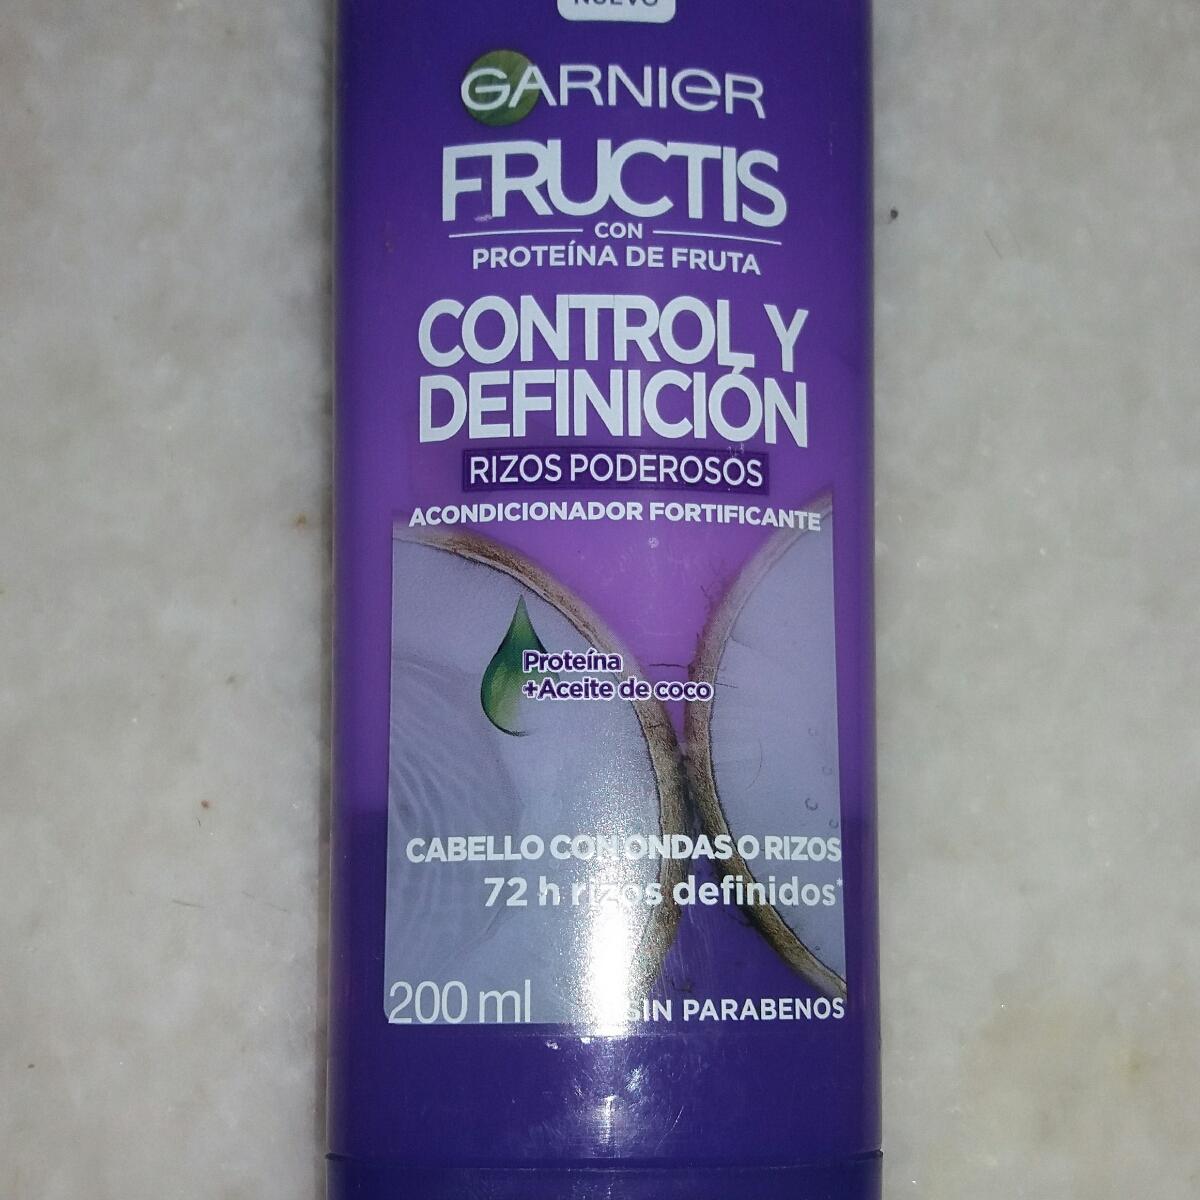 NUEVO
GARNIER
FRUCTIS
CON
PROTEÍNA DE FRUTA
CONTROL Y
DEFINICIÓN
RIZOS PODEROSOS
ACONDICIONADOR FORTIFICANTE
Proteína
+Aceite de coco
CABELLO CON ONDAS O RIZOS
72 h rizos definidos*
200 ml
SIN PARABENOS